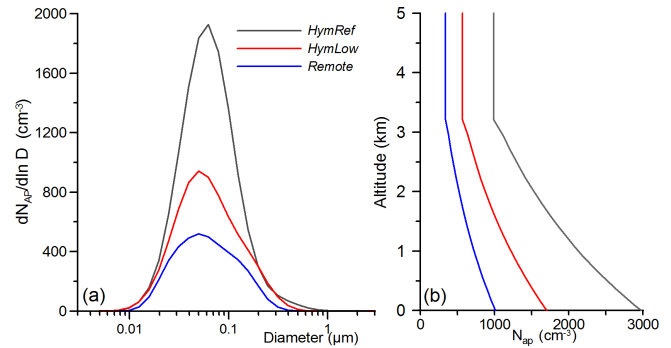 2000
1600
1200
800
400
0
dN_AP/dln D (cm⁻³)
HymRef
HymLow
Remote
(a)
0.01
0.1
1
Diameter (µm)
5
4
3
2
1
0
Altitude (km)
(b)
0
1000
2000
3000
N_ap (cm⁻³)